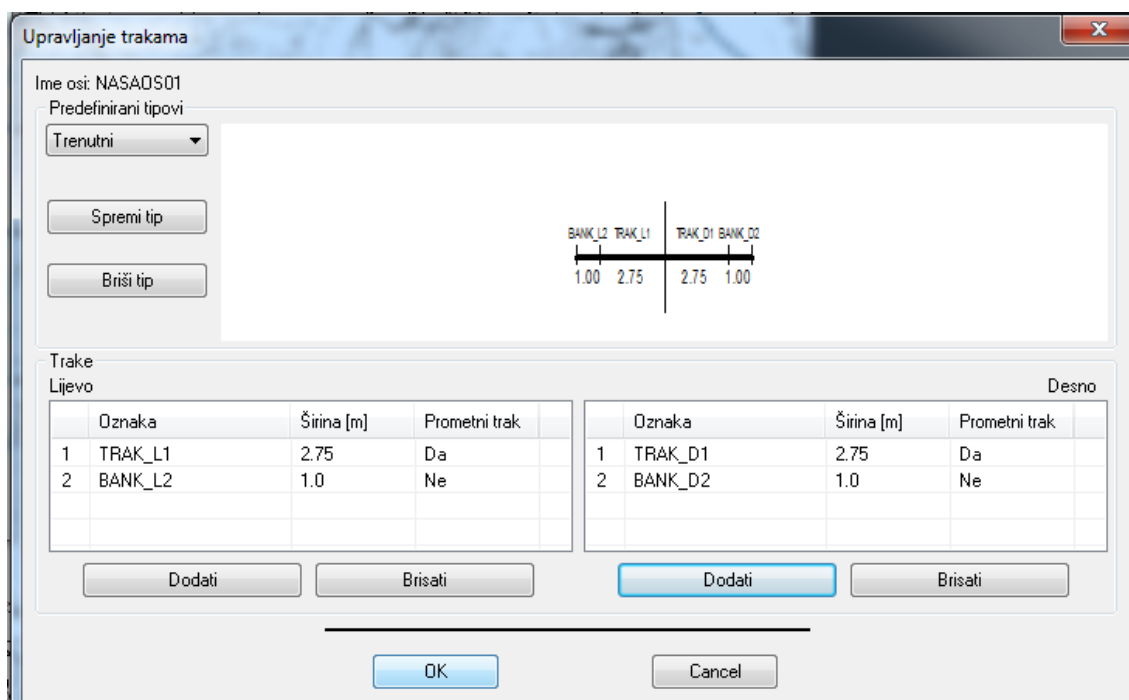 Upravljanje trakama
x
Ime osi: NASAOS01
Predefinirani tipovi
Trenutni
Spremi tip
Briši tip
BANK_L2 TRAK_L1 TRAK_D1 BANK_D2
1.00 2.75 2.75 1.00
Trake
Lijevo Desno
Oznaka Širina [m] Prometni trak Oznaka Širina [m] Prometni trak
1 TRAK_L1 2.75 Da 1 TRAK_D1 2.75 Da
2 BANK_L2 1.0 Ne 2 BANK_D2 1.0 Ne
Dodati Brisati Dodati Brisati
OK Cancel